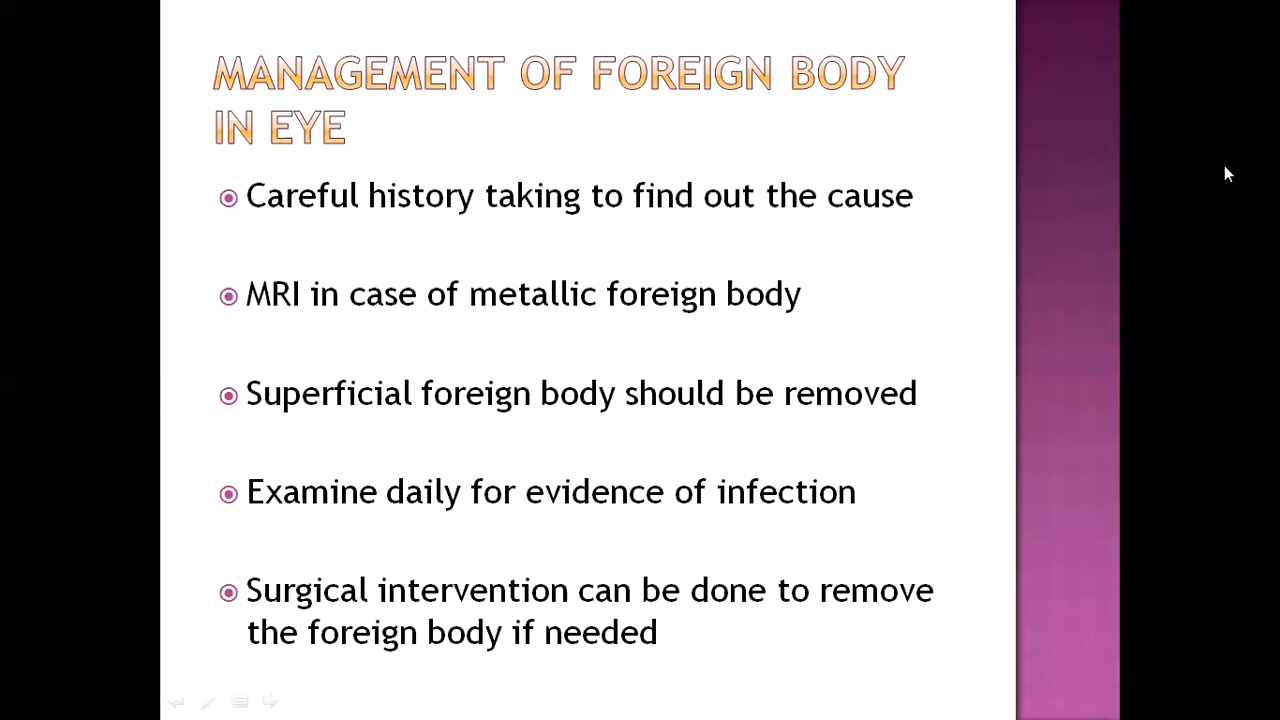 MANAGEMENT OF FOREIGN BODY
IN EYE
Careful history taking to find out the cause
MRI in case of metallic foreign body
Superficial foreign body should be removed
Examine daily for evidence of infection
Surgical intervention can be done to remove
the foreign body if needed